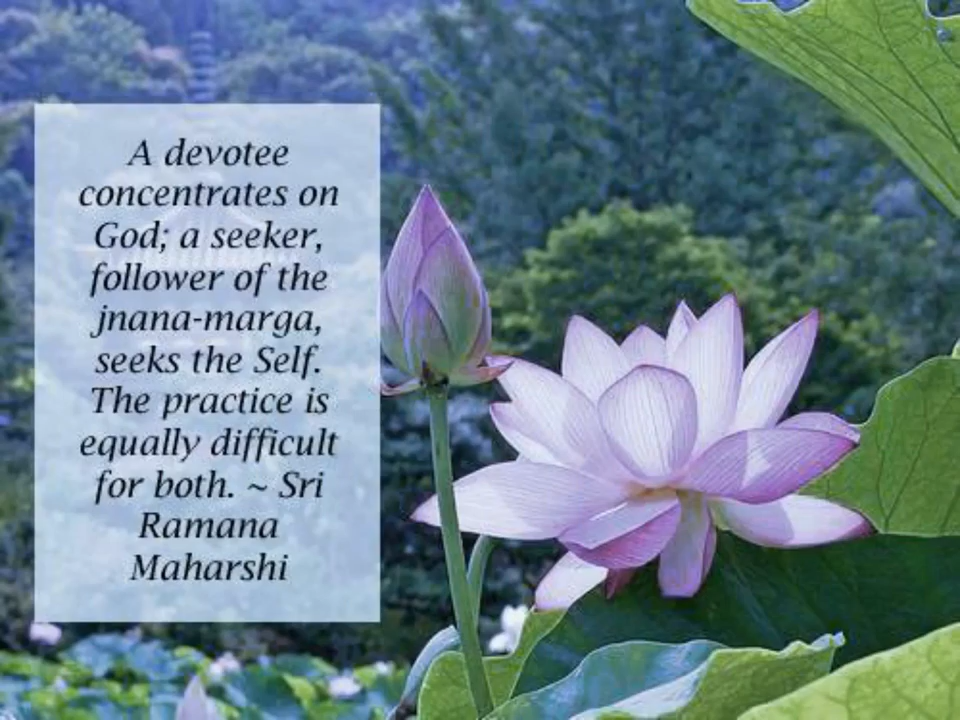 A devotee
concentrates on
God; a seeker,
follower of the
jnana-marga,
seeks the Self.
The practice is
equally difficult
for both. ~ Sri
Ramana
Maharshi